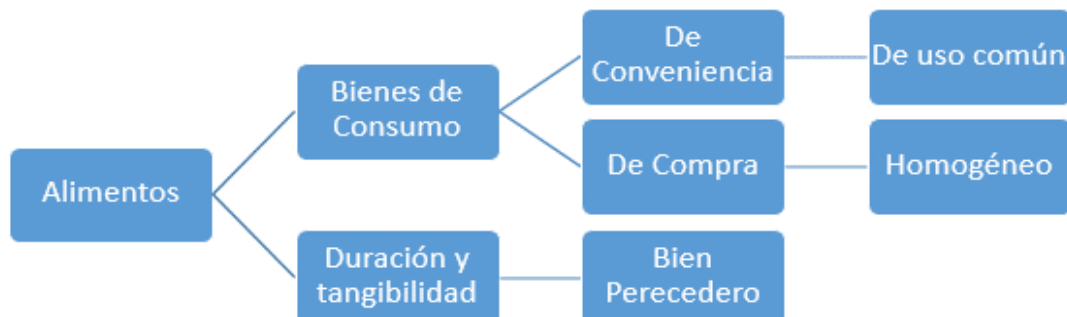 Alimentos
Bienes de
Consumo
De
Conveniencia
De uso común
De Compra
Homogéneo
Duración y
tangibilidad
Bien
Perecedero